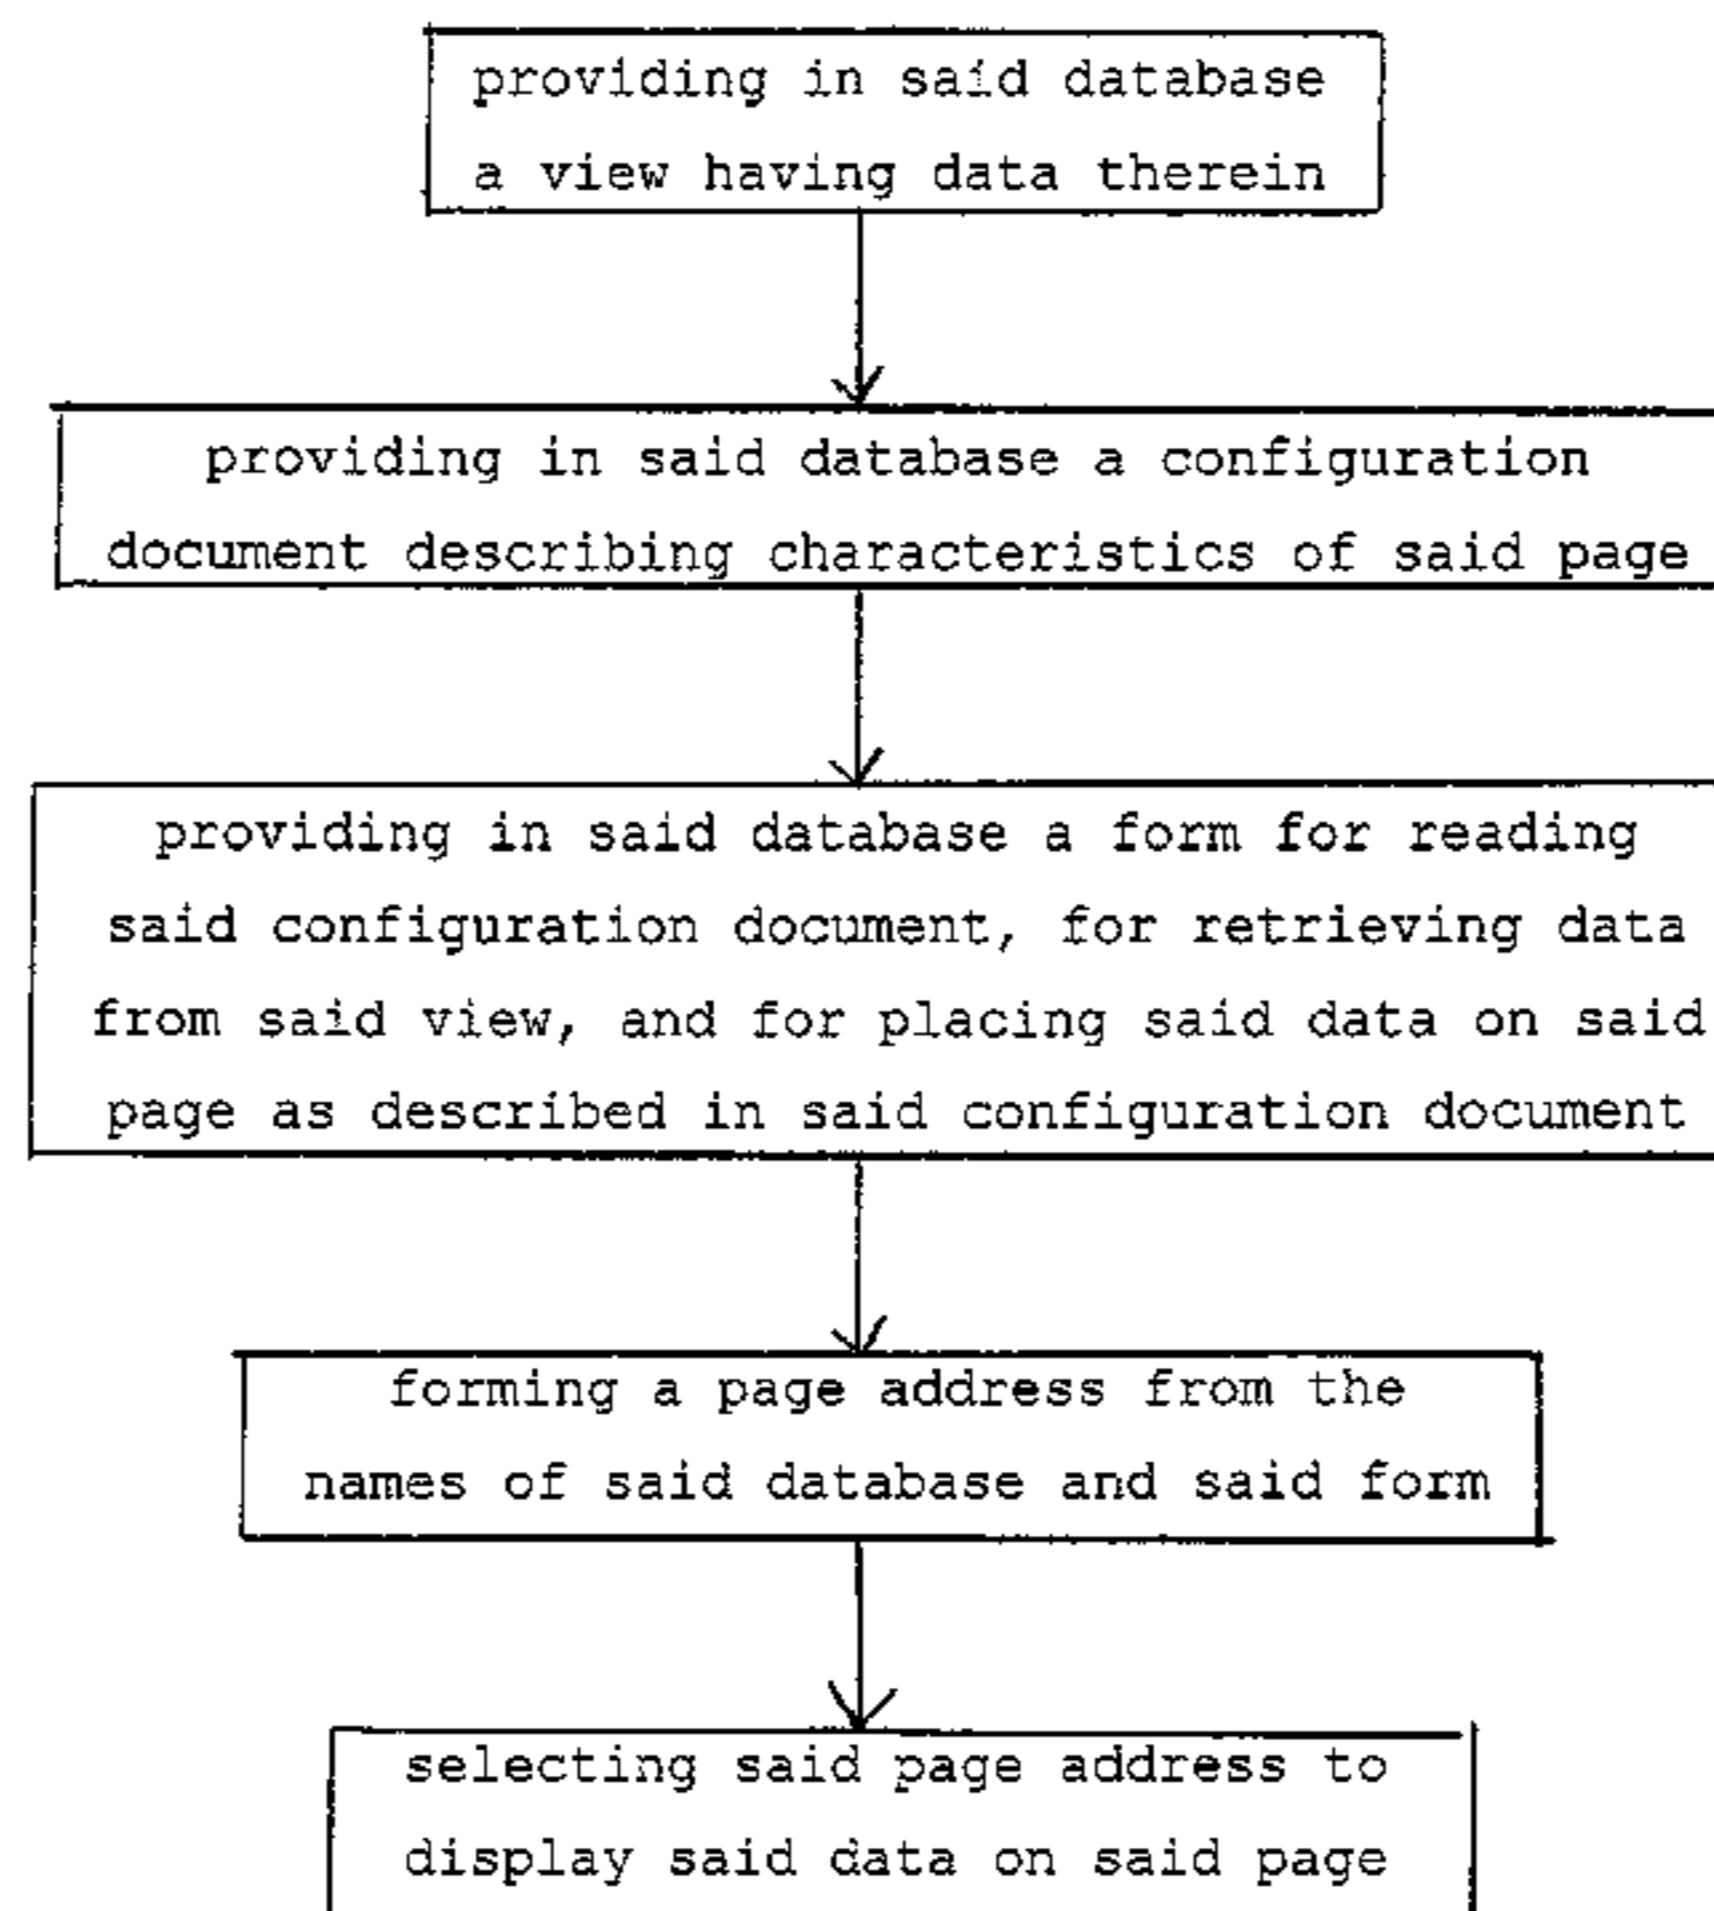 providing in said database
a view having data therein
providing in said database a configuration
document describing characteristics of said page
providing in said database a form for reading
said configuration document, for retrieving data
from said view, and for placing said data on said
page as described in said configuration document
forming a page address from the
names of said database and said form
selecting said page address to
display said data on said page